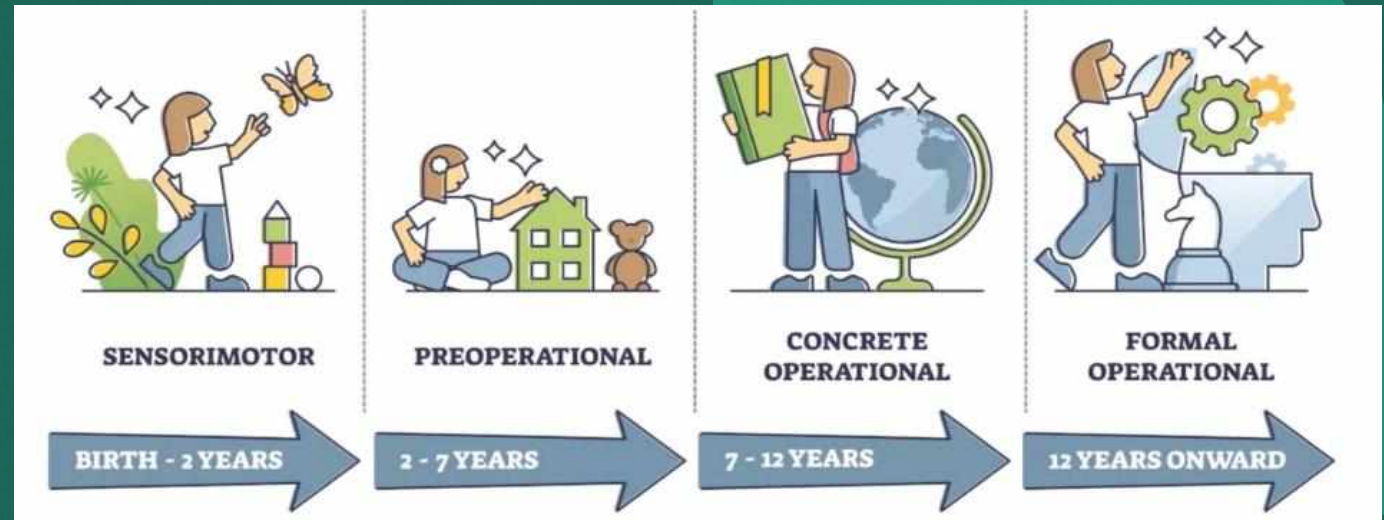 SENSORIMOTOR
PREOPERATIONAL
CONCRETE
OPERATIONAL
FORMAL
OPERATIONAL
BIRTH - 2 YEARS
2 - 7 YEARS
7 - 12 YEARS
12 YEARS ONWARD